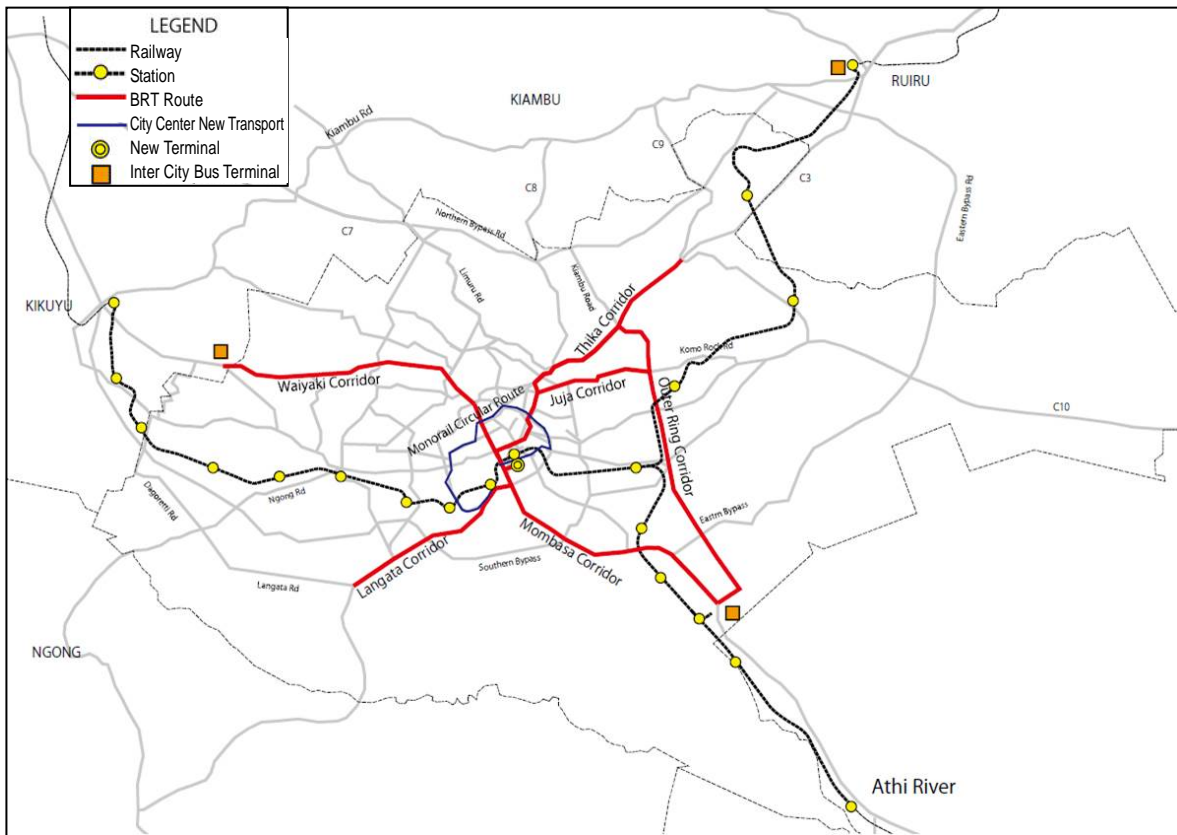 LEGEND
Railway
Station
BRT Route
City Center New Transport
New Terminal
Inter City Bus Terminal
RUIRU
KIAMBU
Kiambu Rd
C9
C3
C8
Eastern Bypass Rd
Northern Bypass Rd
C7
Limuru Rd
Kiambu Road
KIKUYU
Thika Corridor
Komo Rock Rd
Waiyaki Corridor
Juja Corridor
Outer Ring Corridor
Monorail Circular Route
C10
Ngong Rd
Dagoretti Rd
Eastrn Bypass
Mombasa Corridor
Langata Corridor
Southern Bypass
Langata Rd
NGONG
Athi River